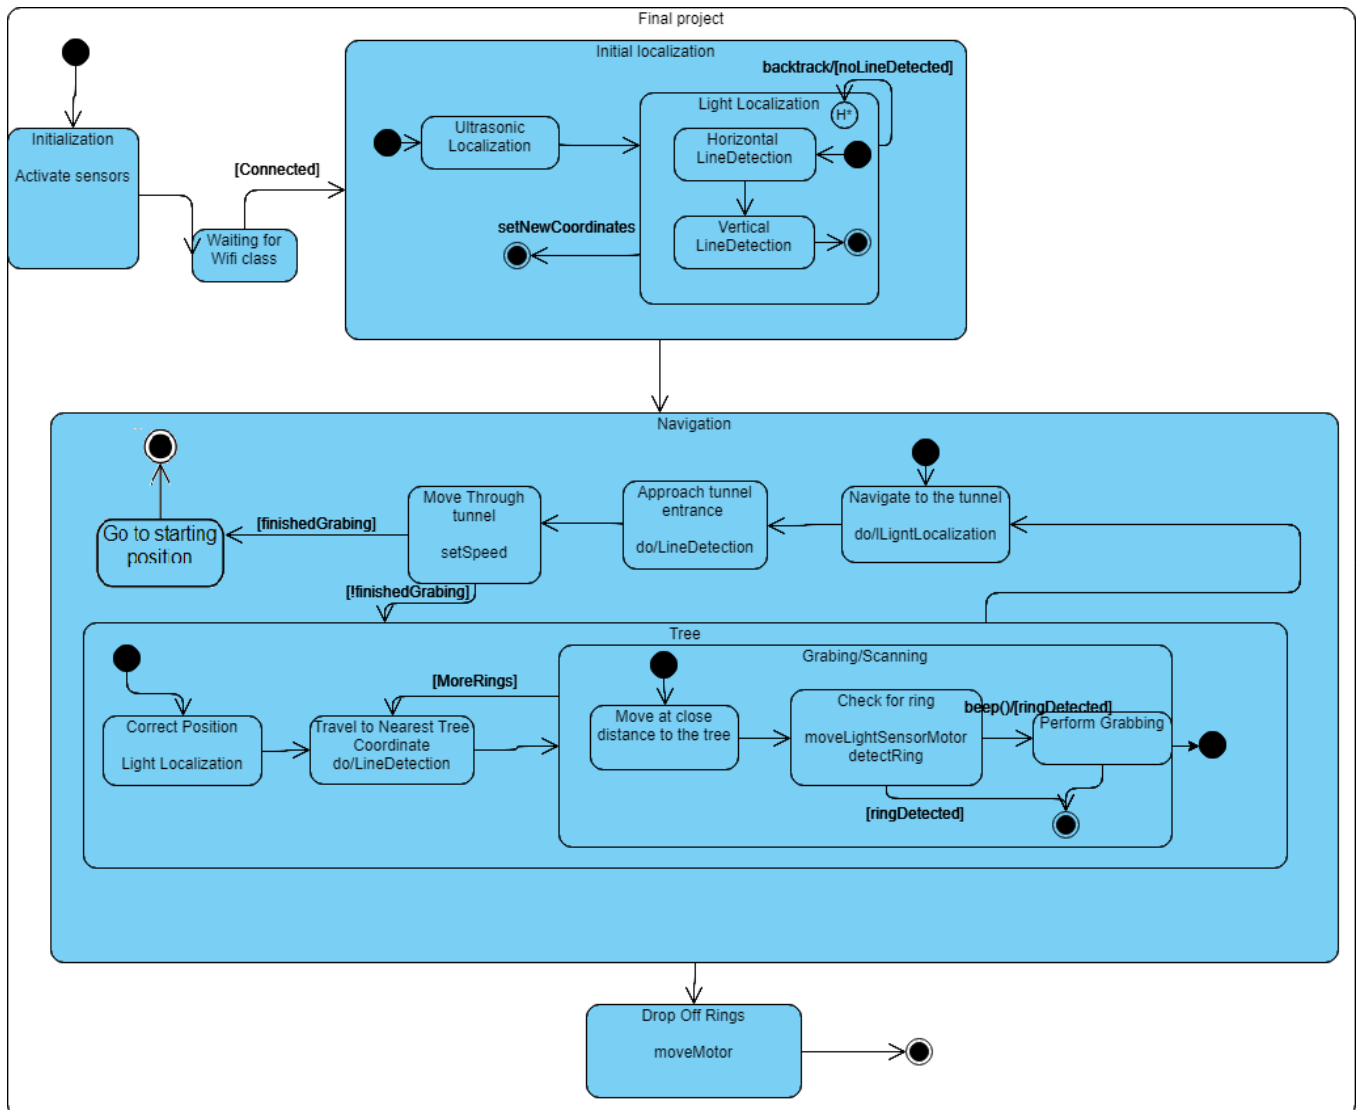 Final project
Initial localization
backtrack/[noLineDetected]
Light Localization
H*
Ultrasonic
Localization
Horizontal
LineDetection
Initialization
Activate sensors
[Connected]
Waiting for
Wifi class
setNewCoordinates
Vertical
LineDetection
Navigation
Move Through
tunnel
setSpeed
Approach tunnel
entrance
do/LineDetection
Navigate to the tunnel
do/lLigntLocalization
[finishedGrabing]
Go to starting
position
[!finishedGrabing]
Tree
Grabing/Scanning
[MoreRings]
Correct Position
Light Localization
Travel to Nearest Tree
Coordinate
do/LineDetection
Move at close
distance to the tree
Check for ring
moveLightSensorMotor
detectRing
beep()/[ringDetected]
Perform Grabbing
[ringDetected]
Drop Off Rings
moveMotor